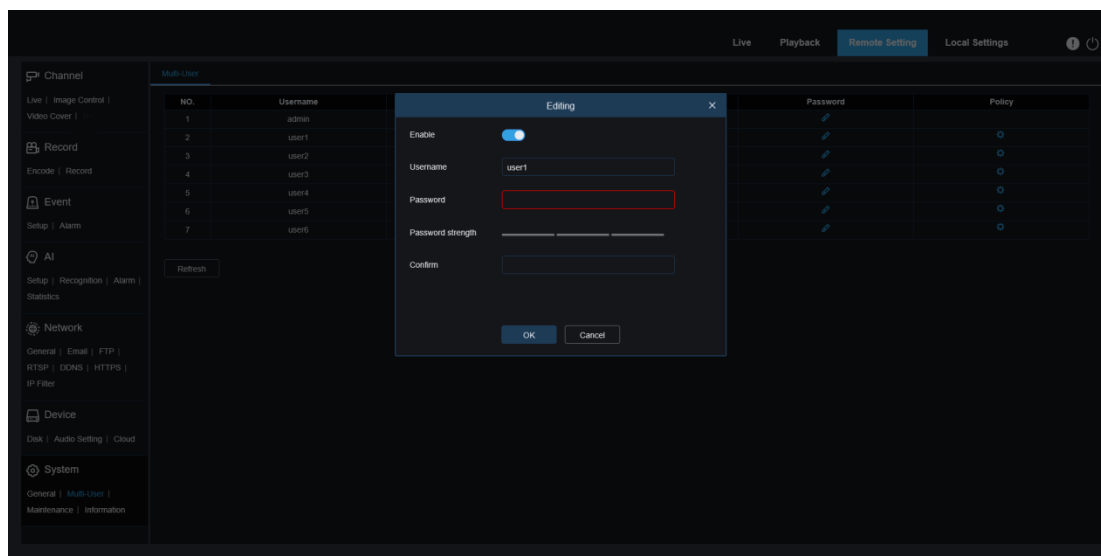 Live Playback Remote Setting Local Settings
Channel
Live | Image Control |
Video Cover |
Record
Encode | Record
Event
Setup | Alarm
AI
Setup | Recognition | Alarm |
Statistics
Network
General | Email | FTP |
RTSP | DDNS | HTTPS |
IP Filter
Device
Disk | Audio Setting | Cloud
System
General | Multi-User |
Maintenance | Information
Multi-User
NO. Username Password Policy
1 admin
2 user1
3 user2
4 user3
5 user4
6 user5
7 user6
Refresh
Editing
Enable
Username user1
Password
Password strength
Confirm
OK Cancel